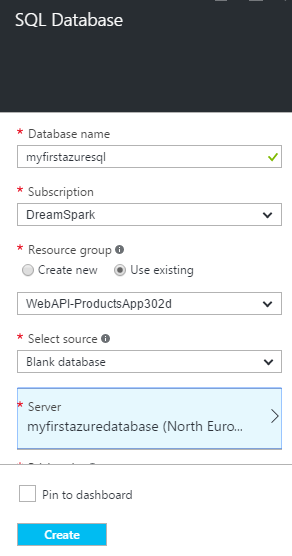 SQL Database
* Database name
myfirstazuresql
* Subscription
DreamSpark
* Resource group
Create new Use existing
WebAPI-ProductsApp302d
* Select source
Blank database
* Server
myfirstazuredatabase (North Euro...
Pin to dashboard
Create